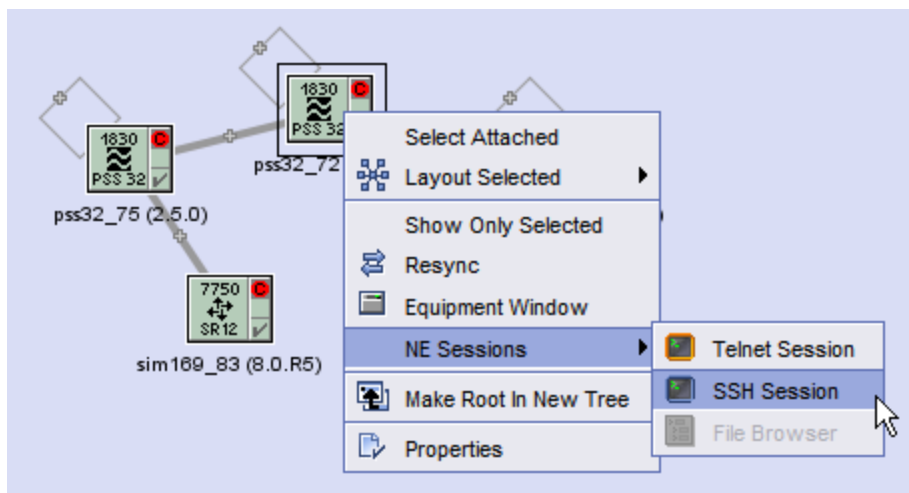 1830
PSS 32
pss32_72
1830
PSS 32
pss32_75 (2.5.0)
7750
SR12
sim169_83 (8.0.R5)
Select Attached
Layout Selected
Show Only Selected
Resync
Equipment Window
NE Sessions
Make Root In New Tree
Properties
Telnet Session
SSH Session
File Browser